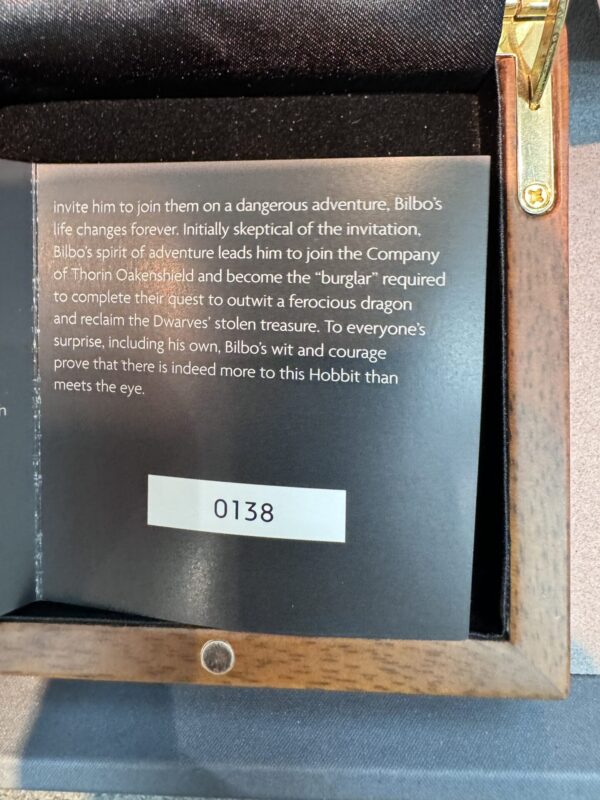 invite him to join them on a dangerous adventure, Bilbo's
life changes forever. Initially skeptical of the invitation,
Bilbo's spirit of adventure leads him to join the Company
of Thorin Oakenshield and become the “burglar” required
to complete their quest to outwit a ferocious dragon
and reclaim the Dwarves' stolen treasure. To everyone's
surprise, including his own, Bilbo's wit and courage
prove that there is indeed more to this Hobbit than
meets the eye.
0138